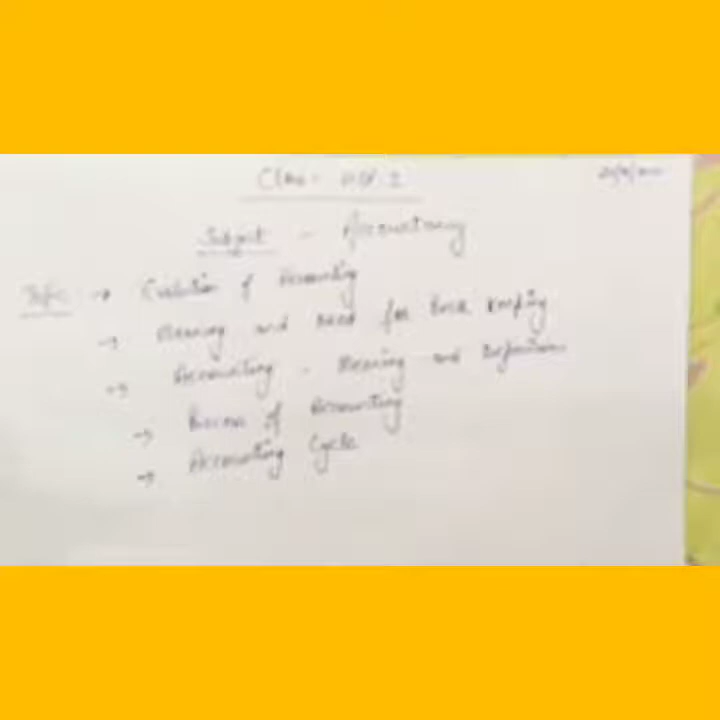 Class -
Subject - Accountancy
Topic → Evolution of Accounting
→ Meaning and Need for Book Keeping
→ Accounting - Meaning and Definition
→ Process of Accounting
→ Accounting Cycle